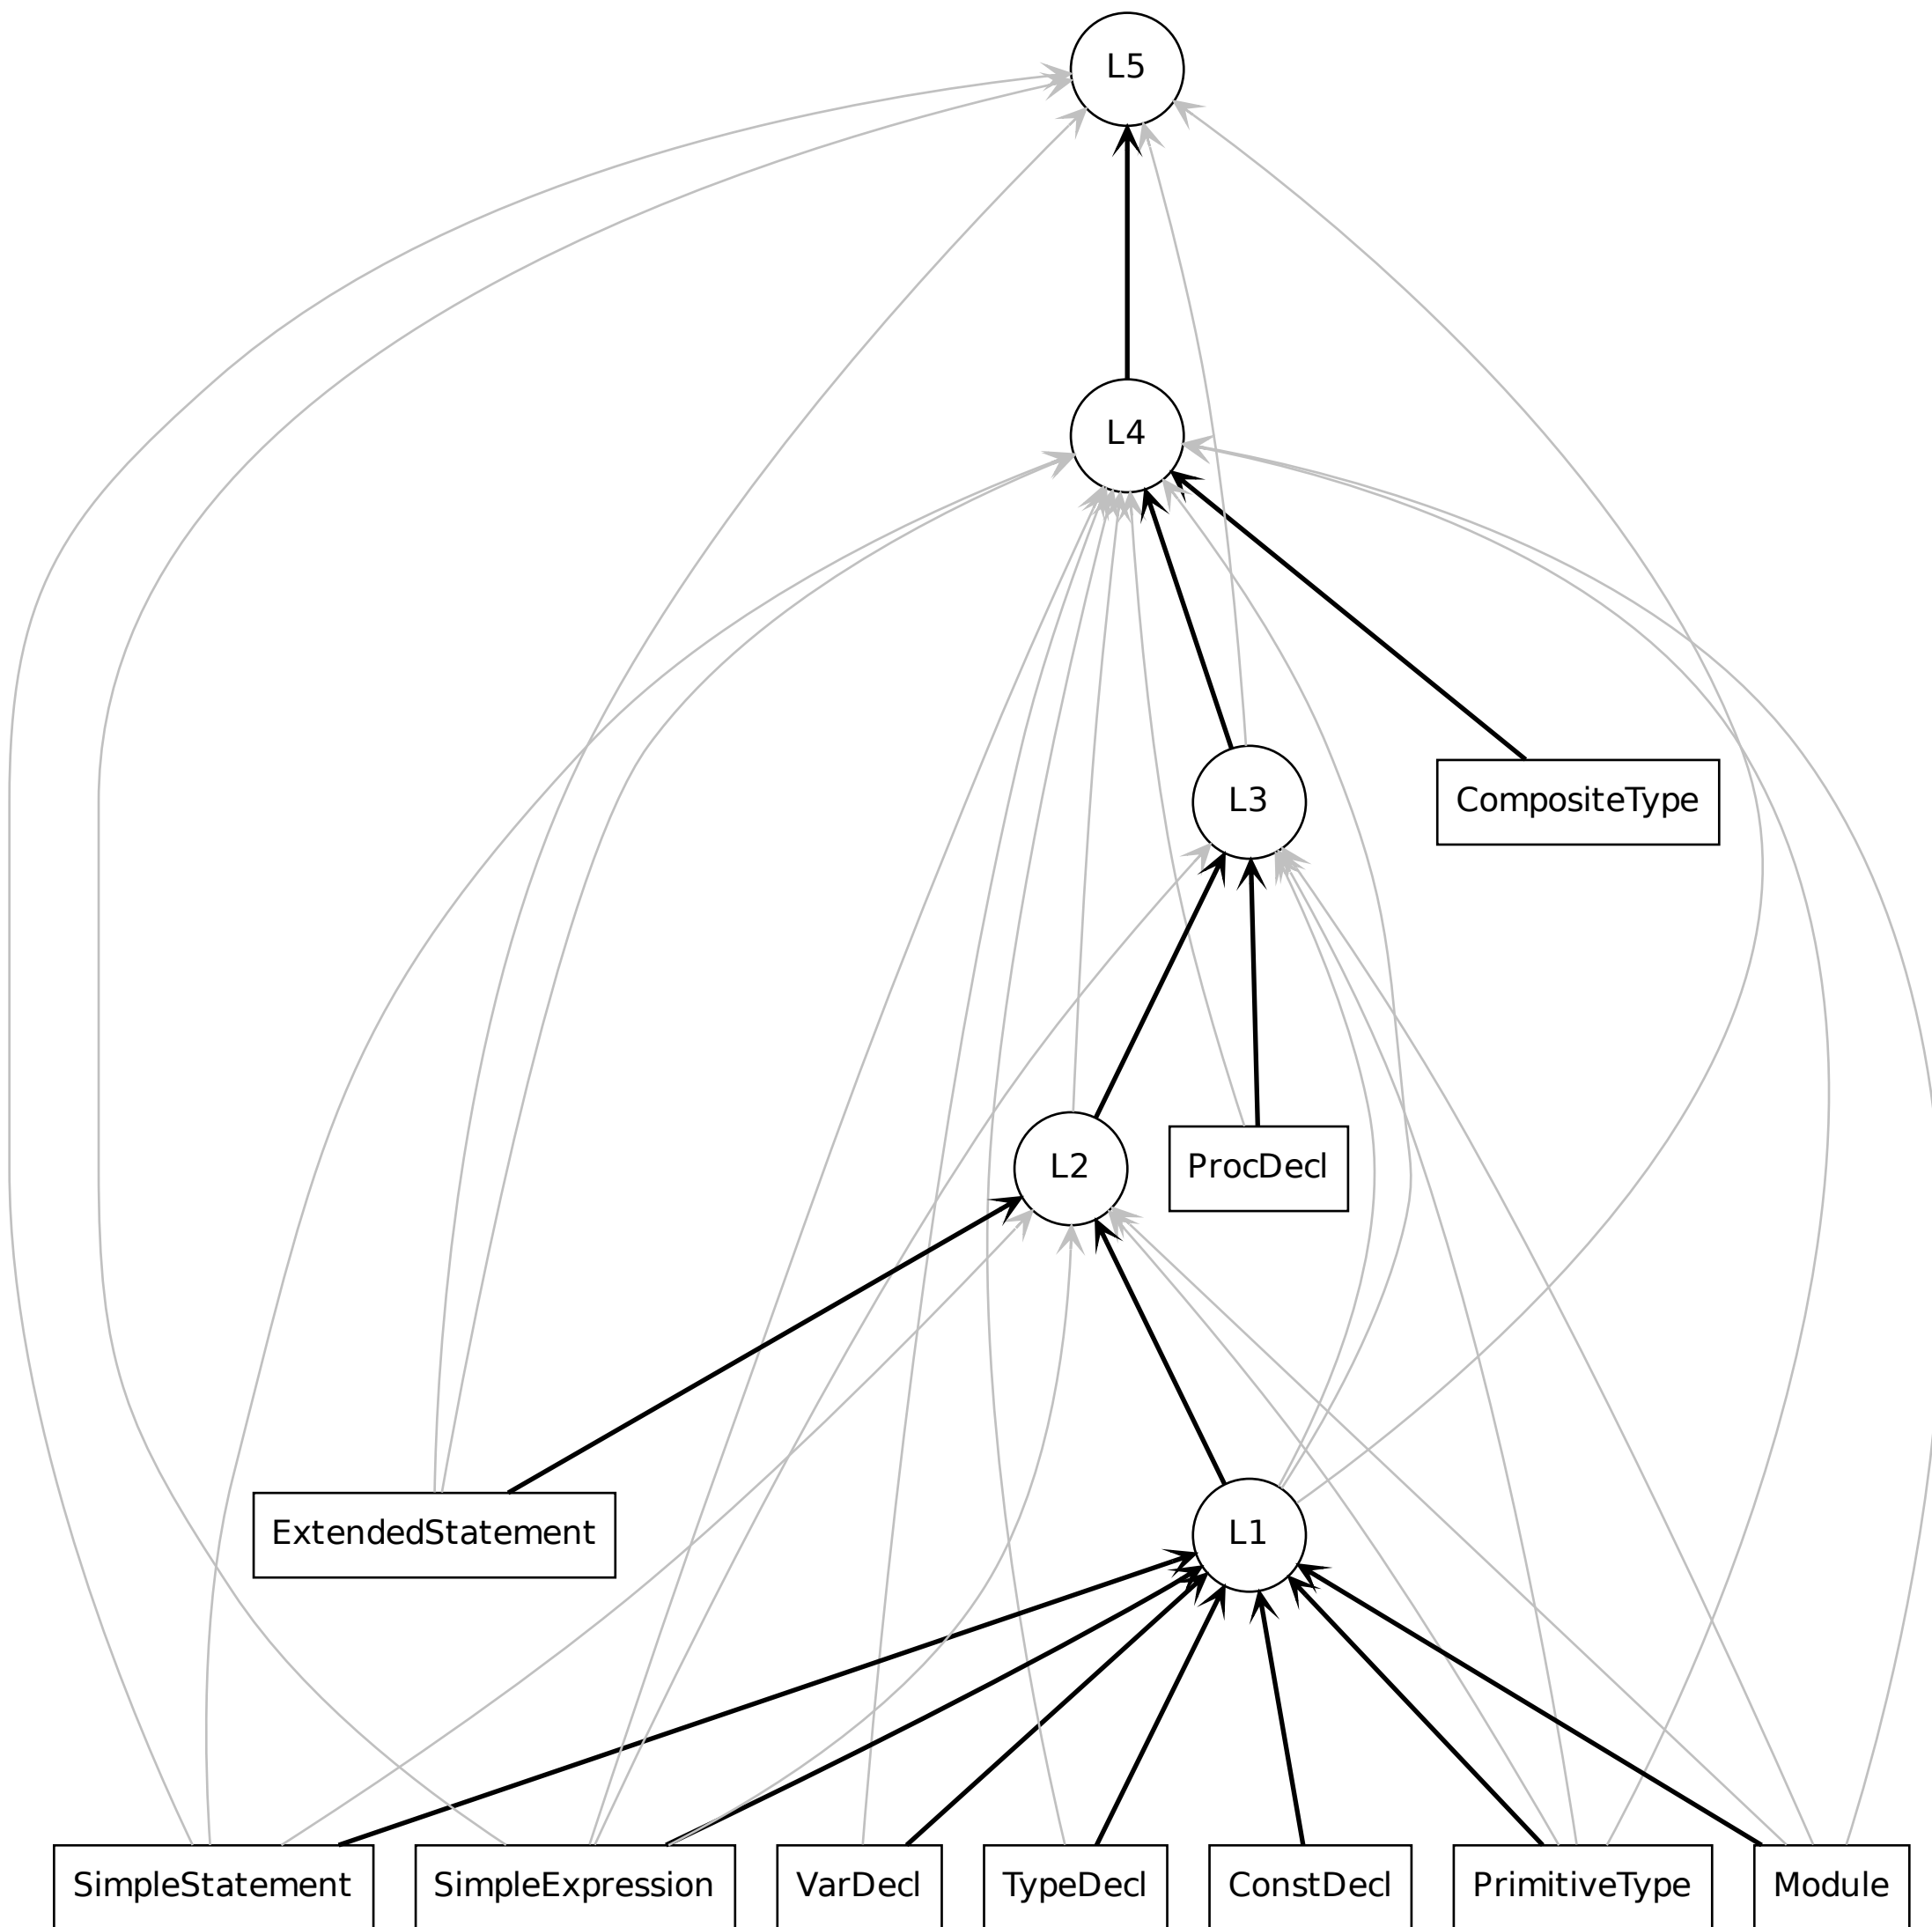 L5
L4
L3
CompositeType
L2
ProcDecl
ExtendedStatement
L1
SimpleStatement
SimpleExpression
VarDecl
TypeDecl
ConstDecl
PrimitiveType
Module